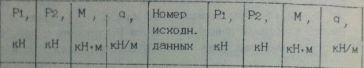 P₁, P₂, M, q, Номер P₁, P₂, M, q,
исходн.
кН кН кН·м кН/м данных кН кН кН·м кН/м